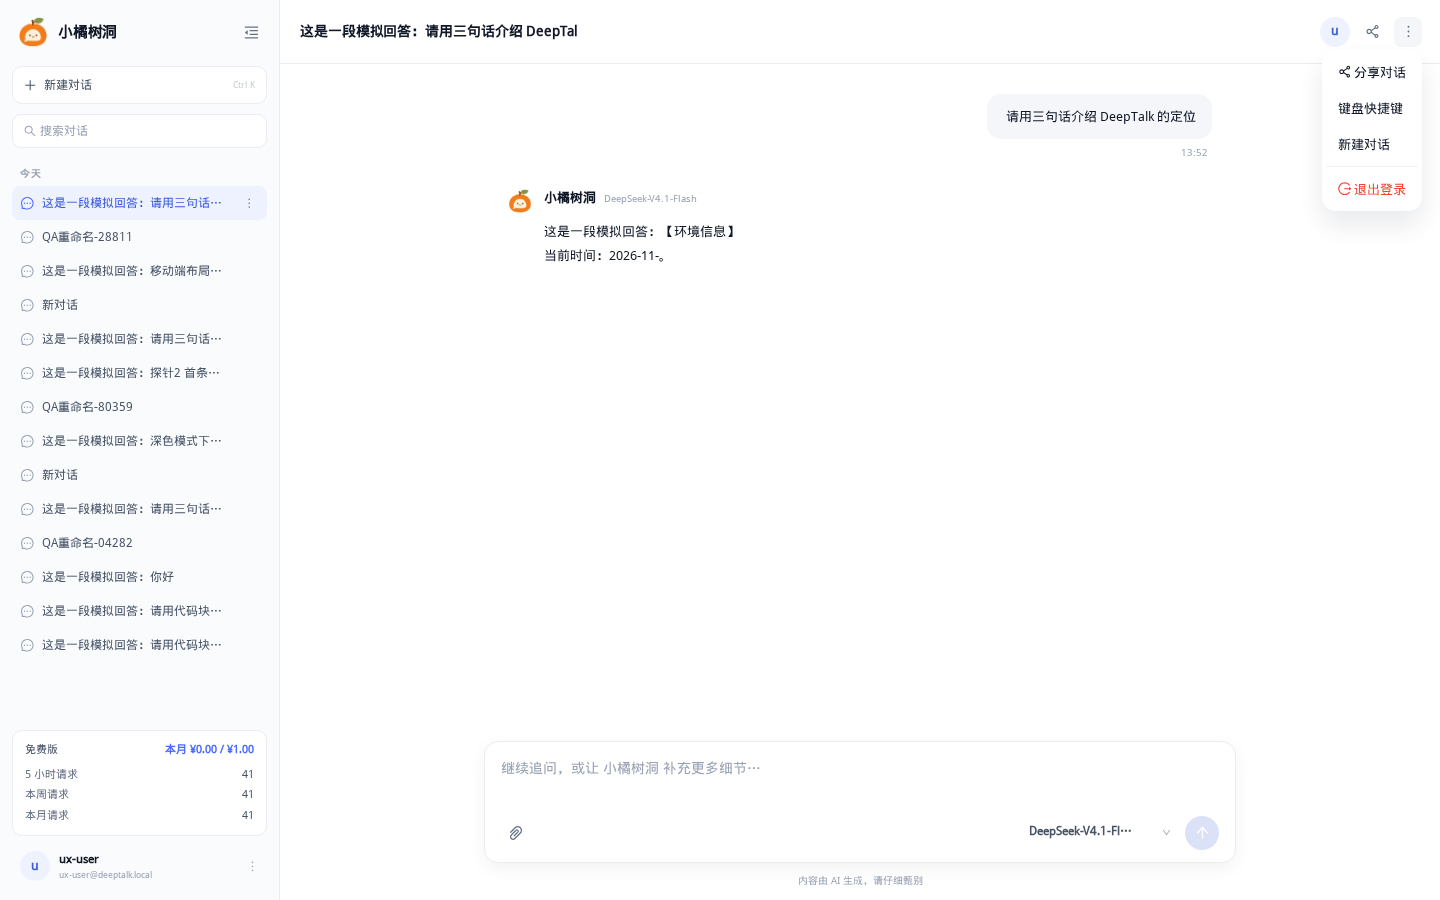 小橘树洞
新建对话
Ctrl K
搜索对话
今天
这是一段模拟回答：请用三句话…
QA重命名-28811
这是一段模拟回答：移动端布局…
新对话
这是一段模拟回答：请用三句话…
这是一段模拟回答：探针2 首条…
QA重命名-80359
这是一段模拟回答：深色模式下…
新对话
这是一段模拟回答：请用三句话…
QA重命名-04282
这是一段模拟回答：你好
这是一段模拟回答：请用代码块…
这是一段模拟回答：请用代码块…
免费版 本月 ¥0.00 / ¥1.00
5 小时请求 41
本周请求 41
本月请求 41
u
ux-user
ux-user@deeptalk.local
这是一段模拟回答：请用三句话介绍 DeepTal
u
分享对话
键盘快捷键
新建对话
退出登录
请用三句话介绍 DeepTalk 的定位
13:52
小橘树洞 DeepSeek-V4.1-Flash
这是一段模拟回答：【环境信息】
当前时间：2026-11-。
继续追问，或让 小橘树洞 补充更多细节…
DeepSeek-V4.1-Fl…
内容由 AI 生成，请仔细甄别